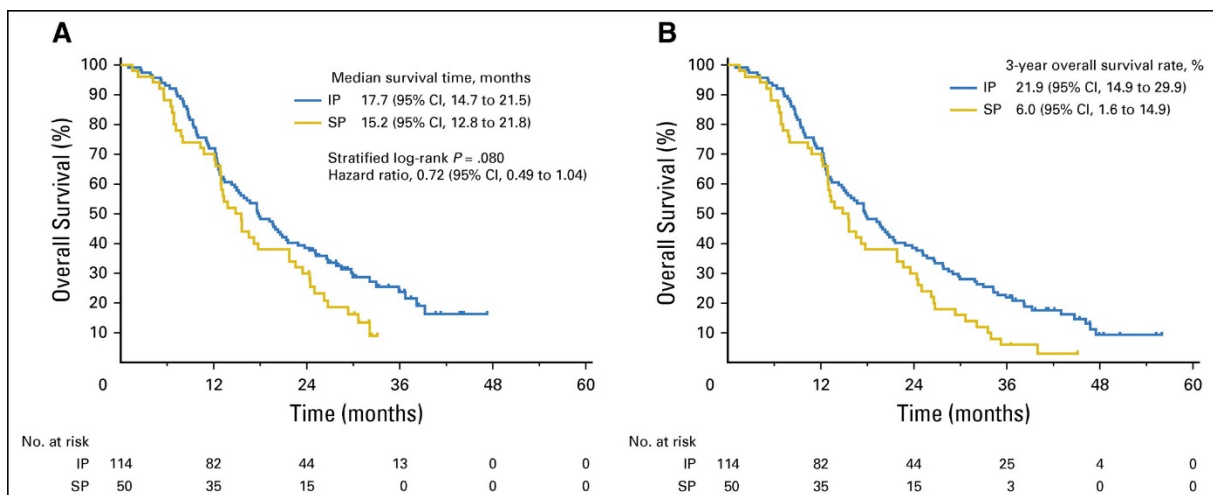 A
Overall Survival (%)
100
90
80
70
60
50
40
30
20
10
0
12
24
36
48
60
Time (months)
Median survival time, months
IP 17.7 (95% CI, 14.7 to 21.5)
SP 15.2 (95% CI, 12.8 to 21.8)
Stratified log-rank P = .080
Hazard ratio, 0.72 (95% CI, 0.49 to 1.04)
No. at risk
IP 114 82 44 13 0 0
SP 50 35 15 0 0 0
B
Overall Survival (%)
100
90
80
70
60
50
40
30
20
10
0
12
24
36
48
60
Time (months)
3-year overall survival rate, %
IP 21.9 (95% CI, 14.9 to 29.9)
SP 6.0 (95% CI, 1.6 to 14.9)
No. at risk
IP 114 82 44 25 4 0
SP 50 35 15 3 0 0